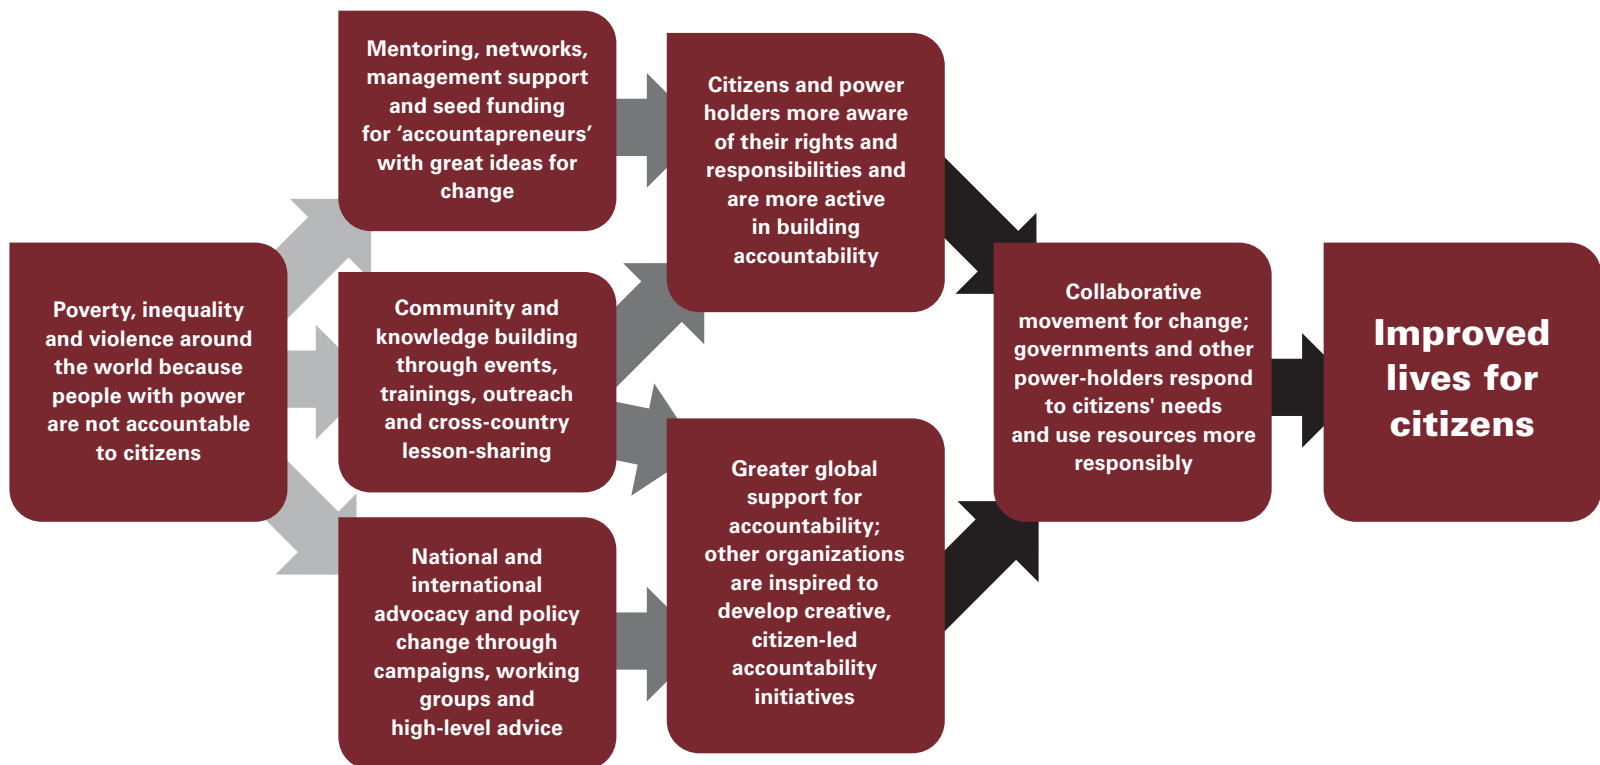 Poverty, inequality
and violence around
the world because
people with power
are not accountable
to citizens
Mentoring, networks,
management support
and seed funding
for ‘accountapreneurs’
with great ideas for
change
Community and
knowledge building
through events,
trainings, outreach
and cross-country
lesson-sharing
National and
international
advocacy and policy
change through
campaigns, working
groups and
high-level advice
Citizens and power
holders more aware
of their rights and
responsibilities and
are more active
in building
accountability
Greater global
support for
accountability;
other organizations
are inspired to
develop creative,
citizen-led
accountability
initiatives
Collaborative
movement for change;
governments and other
power-holders respond
to citizens' needs
and use resources more
responsibly
Improved
lives for
citizens